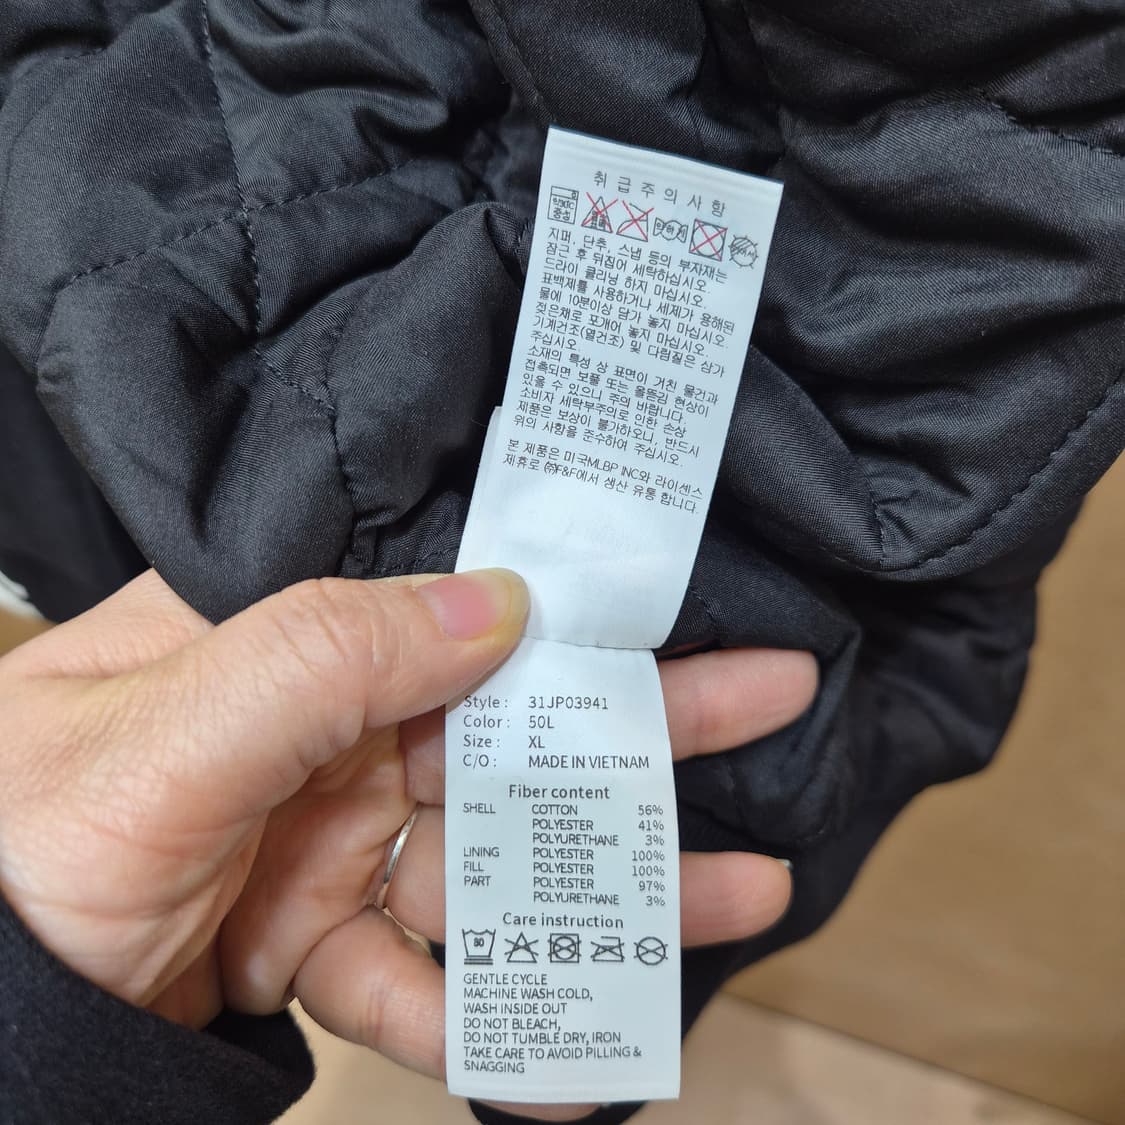 취급주의사항
지퍼, 단추, 스냅 등의 부자재는
잠근 후 뒤집어 세탁하십시오.
드라이 클리닝 하지 마십시오.
표백제를 사용하거나 세제가 용해된
물에 10분이상 담가 놓지 마십시오.
젖은채로 포개어 놓지 마십시오.
기계건조(열건조) 및 다림질은 삼가
주십시오.
소재의 특성 상 표면이 거친 물건과
접촉되면 보풀 또는 올뜯김 현상이
있을 수 있으니 주의 바랍니다.
소비자 세탁부주의로 인한 손상
제품은 보상이 불가하오니, 반드시
위의 사항을 준수하여 주십시오.
본 제품은 미국MLBP INC와 라이센스
제휴로 ㈜F&F에서 생산 유통 합니다.
Style : 31JP03941
Color : 50L
Size : XL
C/O : MADE IN VIETNAM
Fiber content
SHELL COTTON 56%
POLYESTER 41%
POLYURETHANE 3%
LINING POLYESTER 100%
FILL POLYESTER 100%
PART POLYESTER 97%
POLYURETHANE 3%
Care instruction
30
GENTLE CYCLE
MACHINE WASH COLD,
WASH INSIDE OUT
DO NOT BLEACH,
DO NOT TUMBLE DRY, IRON
TAKE CARE TO AVOID PILLING &
SNAGGING